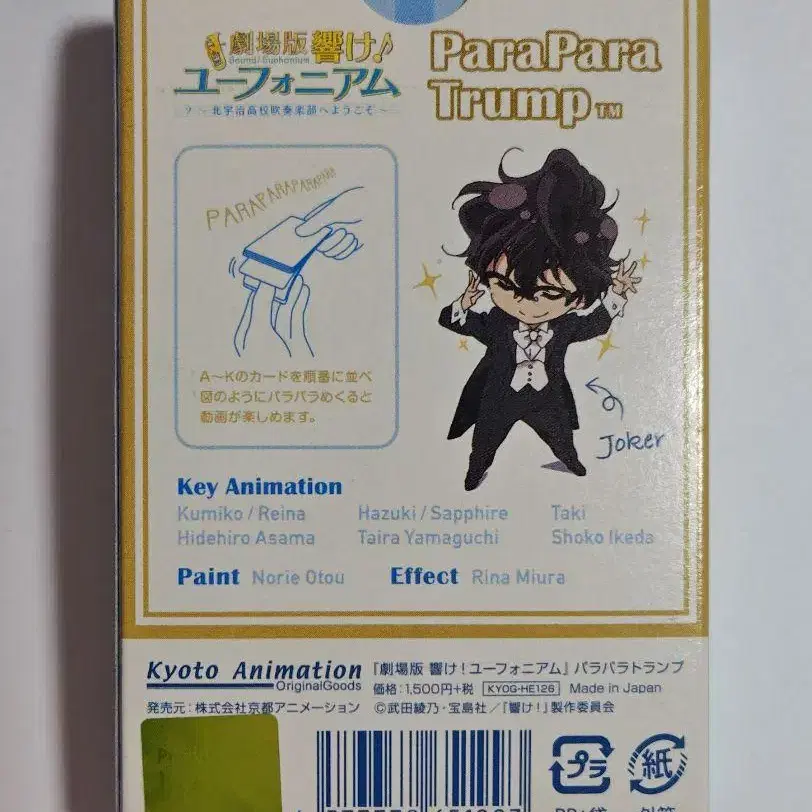 劇場版 響け!♪
Sound! Euphonium
ユーフォニアム
～北宇治高校吹奏楽部へようこそ～
ParaPara
Trump TM
PARAPARAPARAPARA
A～Kのカードを順番に並べ
図のようにパラパラめくると
動画が楽しめます。
Joker
Key Animation
Kumiko / Reina Hazuki / Sapphire Taki
Hidehiro Asama Taira Yamaguchi Shoko Ikeda
Paint Norie Otou Effect Rina Miura
Kyoto Animation
OriginalGoods
『劇場版 響け!ユーフォニアム』パラパラトランプ
価格:1,500円+税 KYOG-HE126 Made in Japan
発売元:株式会社京都アニメーション ©武田綾乃・宝島社/『響け!』製作委員会
プラ
紙